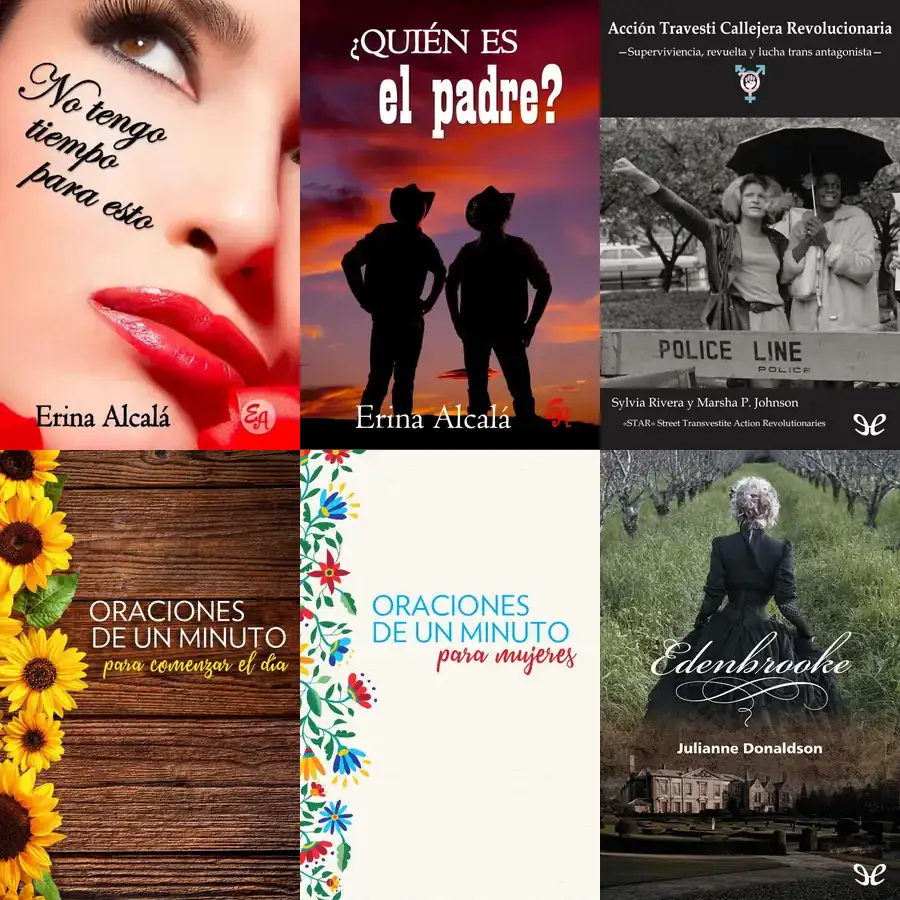 No tengo
tiempo
para esto
Erina Alcalá
EA
¿QUIÉN ES
el padre?
Erina Alcalá
EA
Acción Travesti Callejera Revolucionaria
—Superviviencia, revuelta y lucha trans antagonista—
POLICE LINE
POLICE
Sylvia Rivera y Marsha P. Johnson
«STAR» Street Transvestite Action Revolutionaries
ORACIONES
DE UN MINUTO
para comenzar el día
ORACIONES
DE UN MINUTO
para mujeres
Edenbrooke
Julianne Donaldson